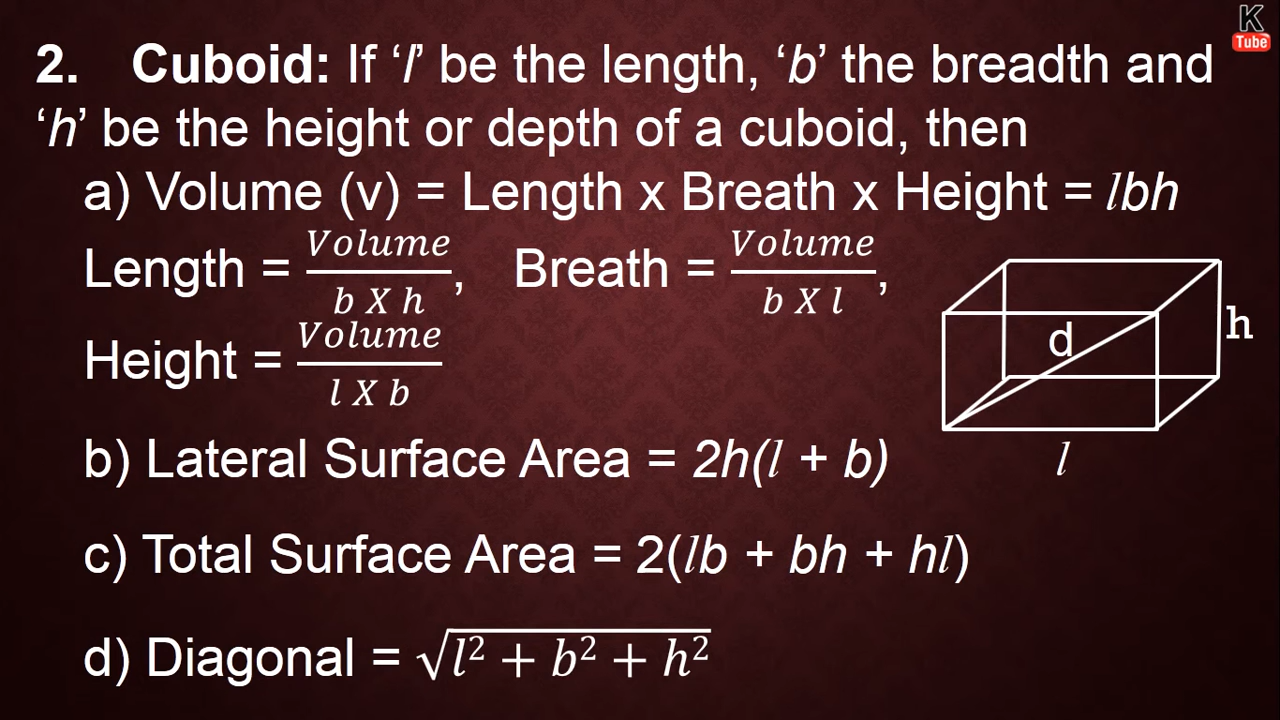 K
Tube
2. Cuboid: If ‘l’ be the length, ‘b’ the breadth and
‘h’ be the height or depth of a cuboid, then
a) Volume (v) = Length x Breath x Height = lbh
Length = Volume / b X h, Breath = Volume / b X l,
Height = Volume / l X b
d
h
l
b) Lateral Surface Area = 2h(l + b)
c) Total Surface Area = 2(lb + bh + hl)
d) Diagonal = √l² + b² + h²